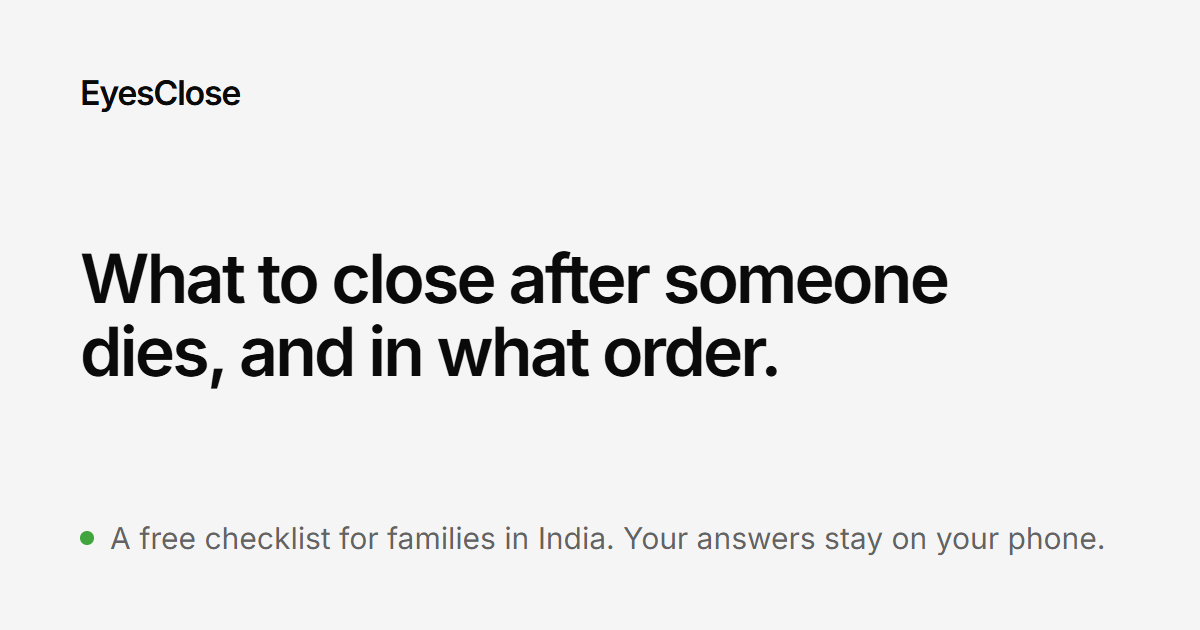 EyesClose
What to close after someone
dies, and in what order.
A free checklist for families in India. Your answers stay on your phone.